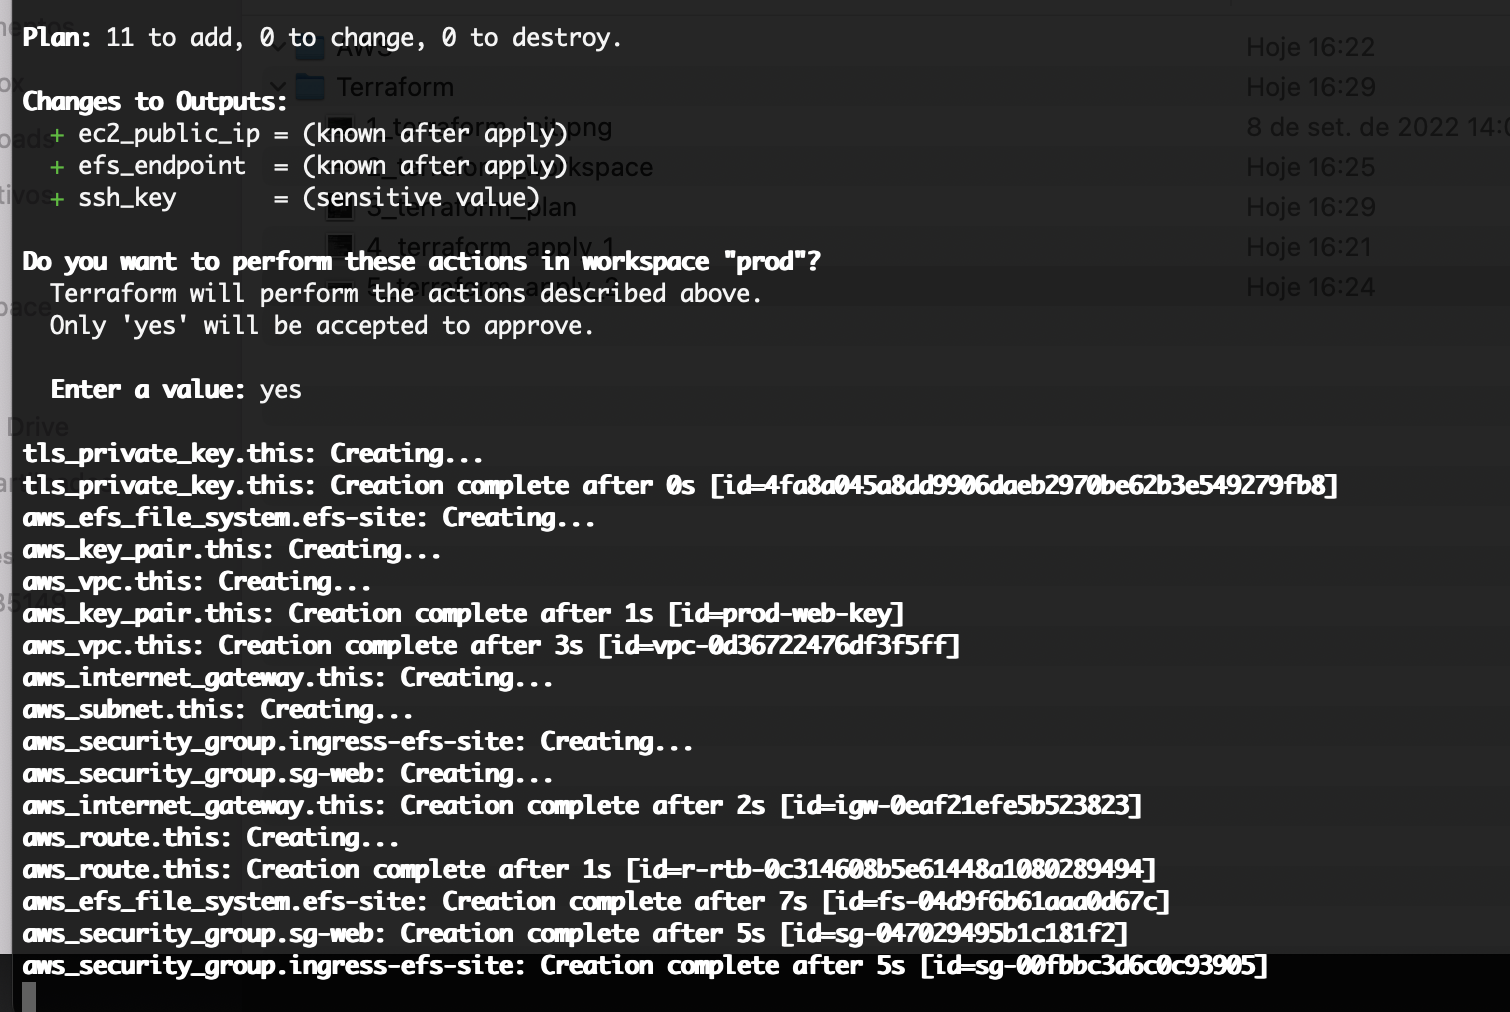 Plan: 11 to add, 0 to change, 0 to destroy.
AWS
Hoje 16:22
Terraform
Hoje 16:29
Changes to Outputs:
1_terraform_init.png
8 de set. de 2022 14:0
+ ec2_public_ip = (known after apply)
+ efs_endpoint  = (known after apply)
Hoje 16:25
+ ssh_key       = (sensitive value)
3_terraform_plan
Hoje 16:29
4_terraform_apply_1
Hoje 16:21
Do you want to perform these actions in workspace "prod"?
Terraform will perform the actions described above.
Hoje 16:24
Only 'yes' will be accepted to approve.
Enter a value: yes
Drive
tls_private_key.this: Creating...
tls_private_key.this: Creation complete after 0s [id=4fa8a045a8dd9906daeb2970be62b3e549279fb8]
aws_efs_file_system.efs-site: Creating...
aws_key_pair.this: Creating...
aws_vpc.this: Creating...
aws_key_pair.this: Creation complete after 1s [id=prod-web-key]
aws_vpc.this: Creation complete after 3s [id=vpc-0d36722476df3f5ff]
aws_internet_gateway.this: Creating...
aws_subnet.this: Creating...
aws_security_group.ingress-efs-site: Creating...
aws_security_group.sg-web: Creating...
aws_internet_gateway.this: Creation complete after 2s [id=igw-0eaf21efe5b523823]
aws_route.this: Creating...
aws_route.this: Creation complete after 1s [id=r-rtb-0c314608b5e61448a1080289494]
aws_efs_file_system.efs-site: Creation complete after 7s [id=fs-04d9f6b61aaa0d67c]
aws_security_group.sg-web: Creation complete after 5s [id=sg-047029495b1c181f2]
aws_security_group.ingress-efs-site: Creation complete after 5s [id=sg-00fbbc3d6c0c93905]